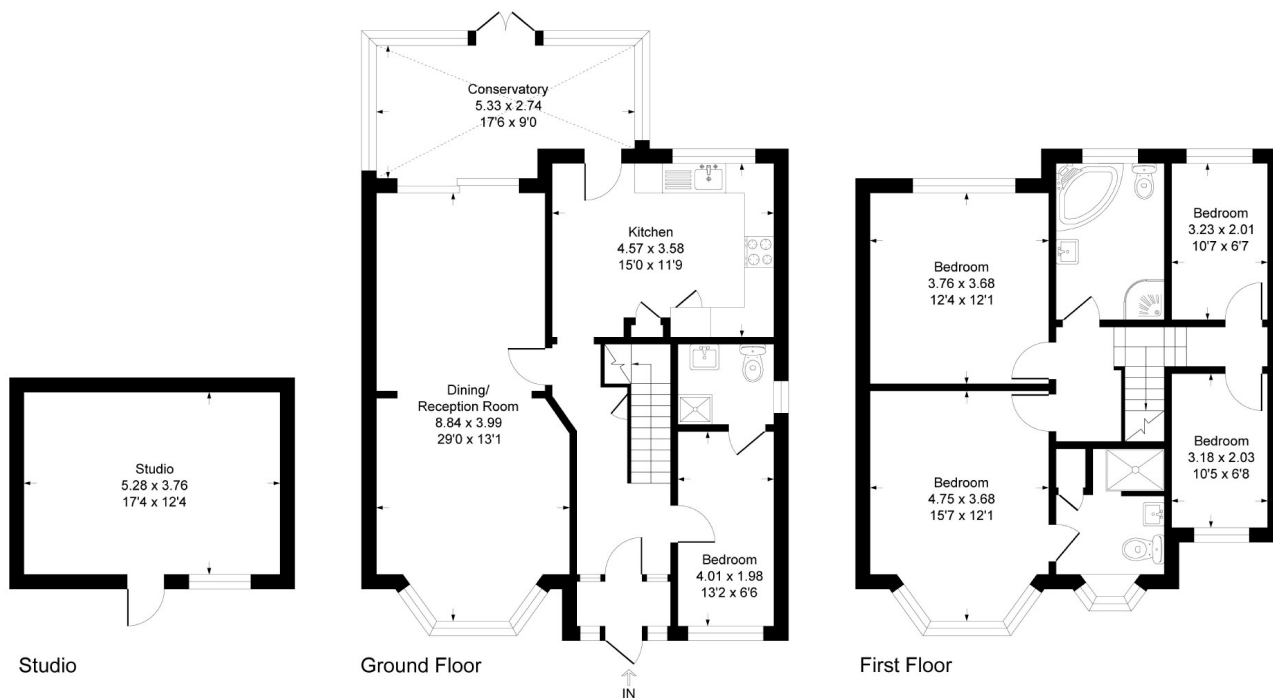 Studio
5.28 x 3.76
17'4 x 12'4
Studio
Conservatory
5.33 x 2.74
17'6 x 9'0
Kitchen
4.57 x 3.58
15'0 x 11'9
Dining/
Reception Room
8.84 x 3.99
29'0 x 13'1
Bedroom
4.01 x 1.98
13'2 x 6'6
IN
Ground Floor
Bedroom
3.76 x 3.68
12'4 x 12'1
Bedroom
3.23 x 2.01
10'7 x 6'7
Bedroom
4.75 x 3.68
15'7 x 12'1
Bedroom
3.18 x 2.03
10'5 x 6'8
First Floor